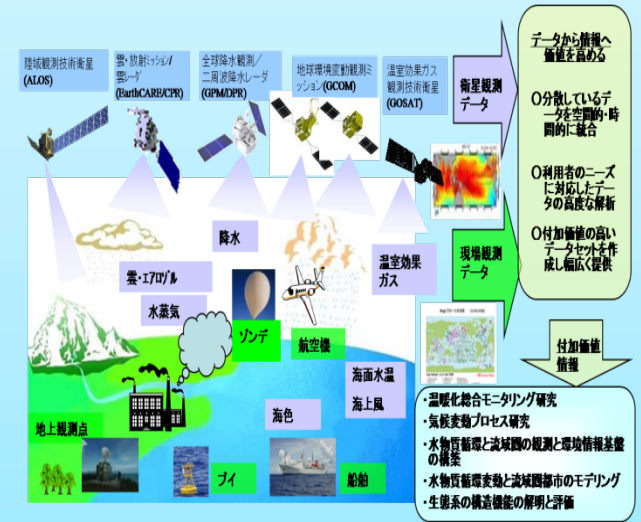 陸域観測技術衛星
(ALOS)
雲・放射ミッション/
雲レーダ
(EarthCARE/CPR)
全球降水観測/
二周波降水レーダ
(GPM/DPR)
地球環境変動観測ミ
ッション(GCOM)
温室効果ガス
観測技術衛星
(GOSAT)
衛星観測
データ
データから情報へ
価値を高める
〇分散しているデ
ータを空間的・時
間的に統合
〇利用者のニーズ
に対応したデー
タの高度な解析
〇付加価値の高い
データセットを作
成し幅広く提供
降水
雲・エアロゾル
水蒸気
温室効果
ガス
現場観測
データ
ゾンデ
航空機
海面水温
海上風
海色
地上観測点
ブイ
船舶
付加価値
情報
・温暖化総合モニタリング研究
・気候変動プロセス研究
・水物質循環と流域圏の観測と環境情報基盤
の構築
・水物質循環変動と流域圏都市のモデリング
・生態系の構造機能の解明と評価